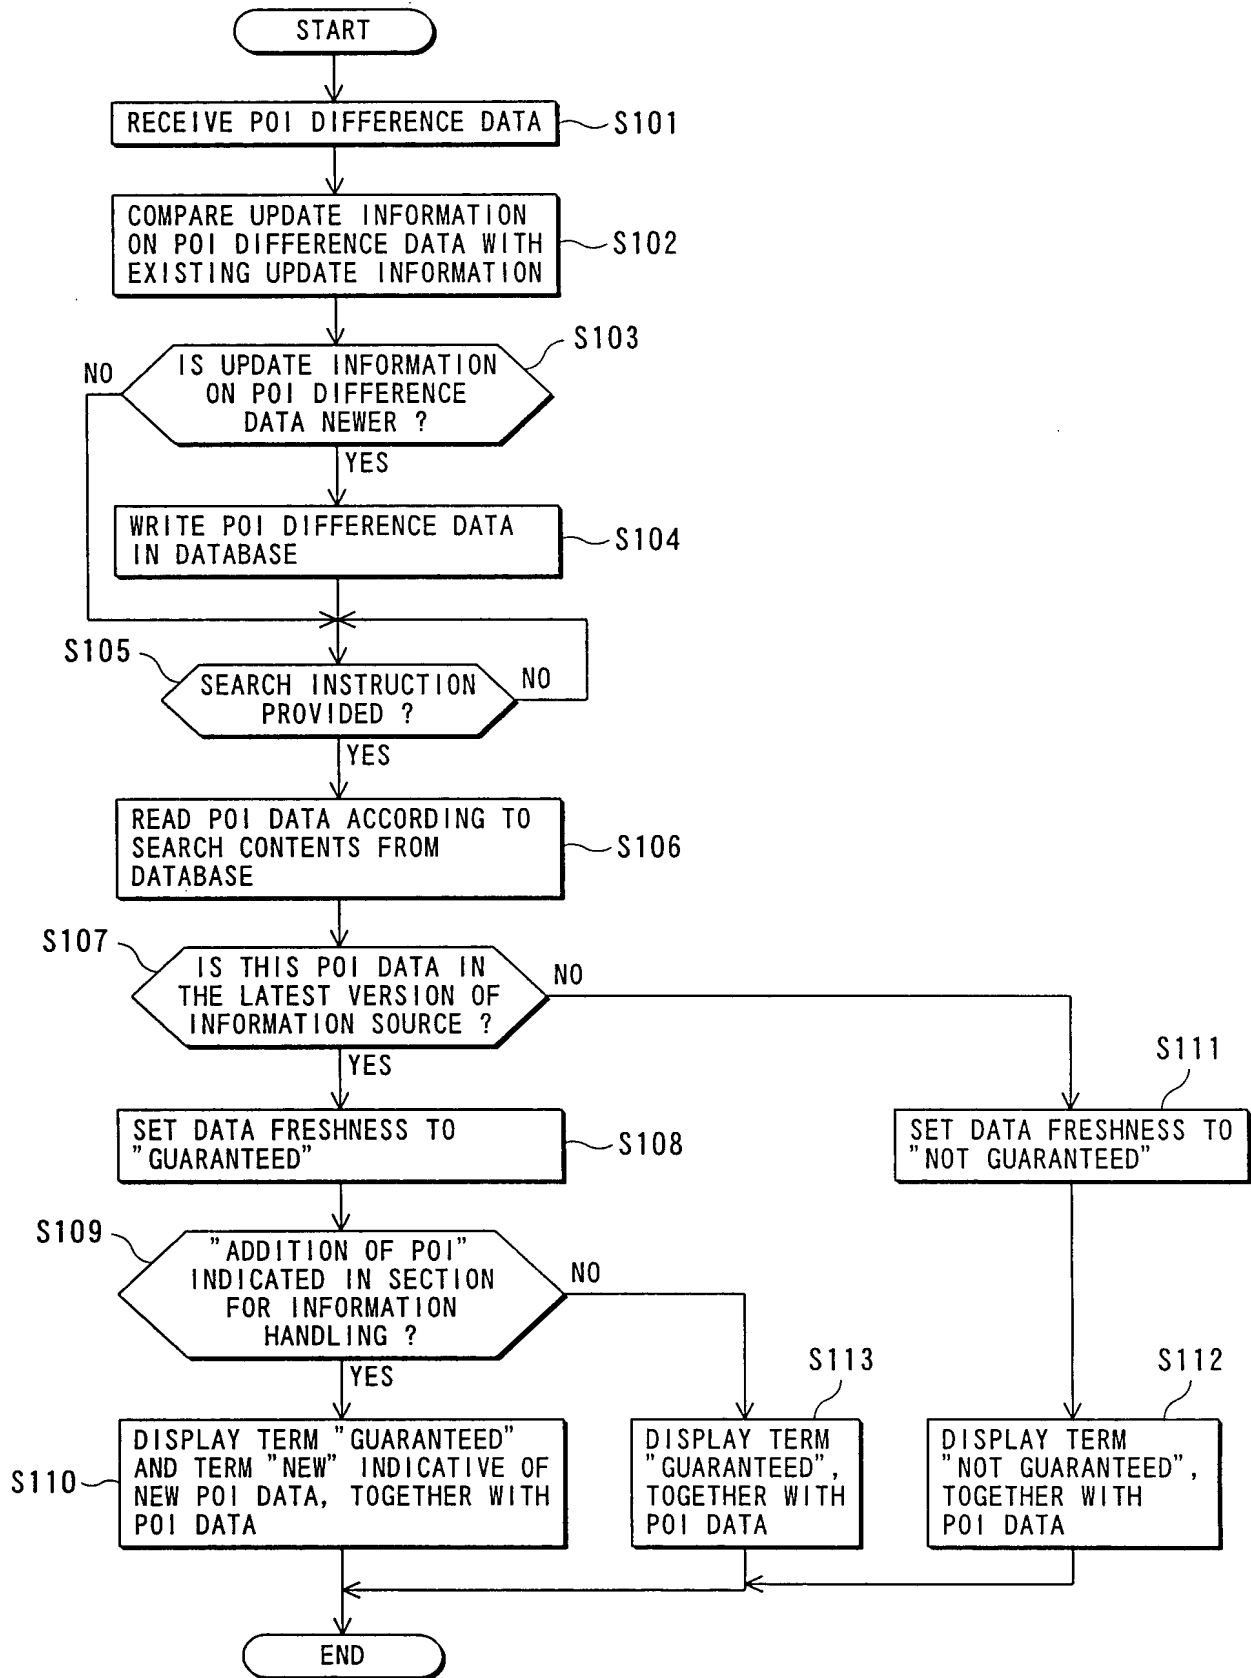 START
RECEIVE POI DIFFERENCE DATA
S101
COMPARE UPDATE INFORMATION
ON POI DIFFERENCE DATA WITH
EXISTING UPDATE INFORMATION
S102
S103
IS UPDATE INFORMATION
ON POI DIFFERENCE
DATA NEWER ?
NO
YES
WRITE POI DIFFERENCE DATA
IN DATABASE
S104
S105
SEARCH INSTRUCTION
PROVIDED ?
NO
YES
READ POI DATA ACCORDING TO
SEARCH CONTENTS FROM
DATABASE
S106
S107
IS THIS POI DATA IN
THE LATEST VERSION OF
INFORMATION SOURCE ?
NO
YES
S111
SET DATA FRESHNESS TO
"GUARANTEED"
S108
SET DATA FRESHNESS TO
"NOT GUARANTEED"
S109
"ADDITION OF POI"
INDICATED IN SECTION
FOR INFORMATION
HANDLING ?
NO
YES
S113
S112
S110
DISPLAY TERM "GUARANTEED"
AND TERM "NEW" INDICATIVE OF
NEW POI DATA, TOGETHER WITH
POI DATA
DISPLAY TERM
"GUARANTEED",
TOGETHER WITH
POI DATA
DISPLAY TERM
"NOT GUARANTEED",
TOGETHER WITH
POI DATA
END